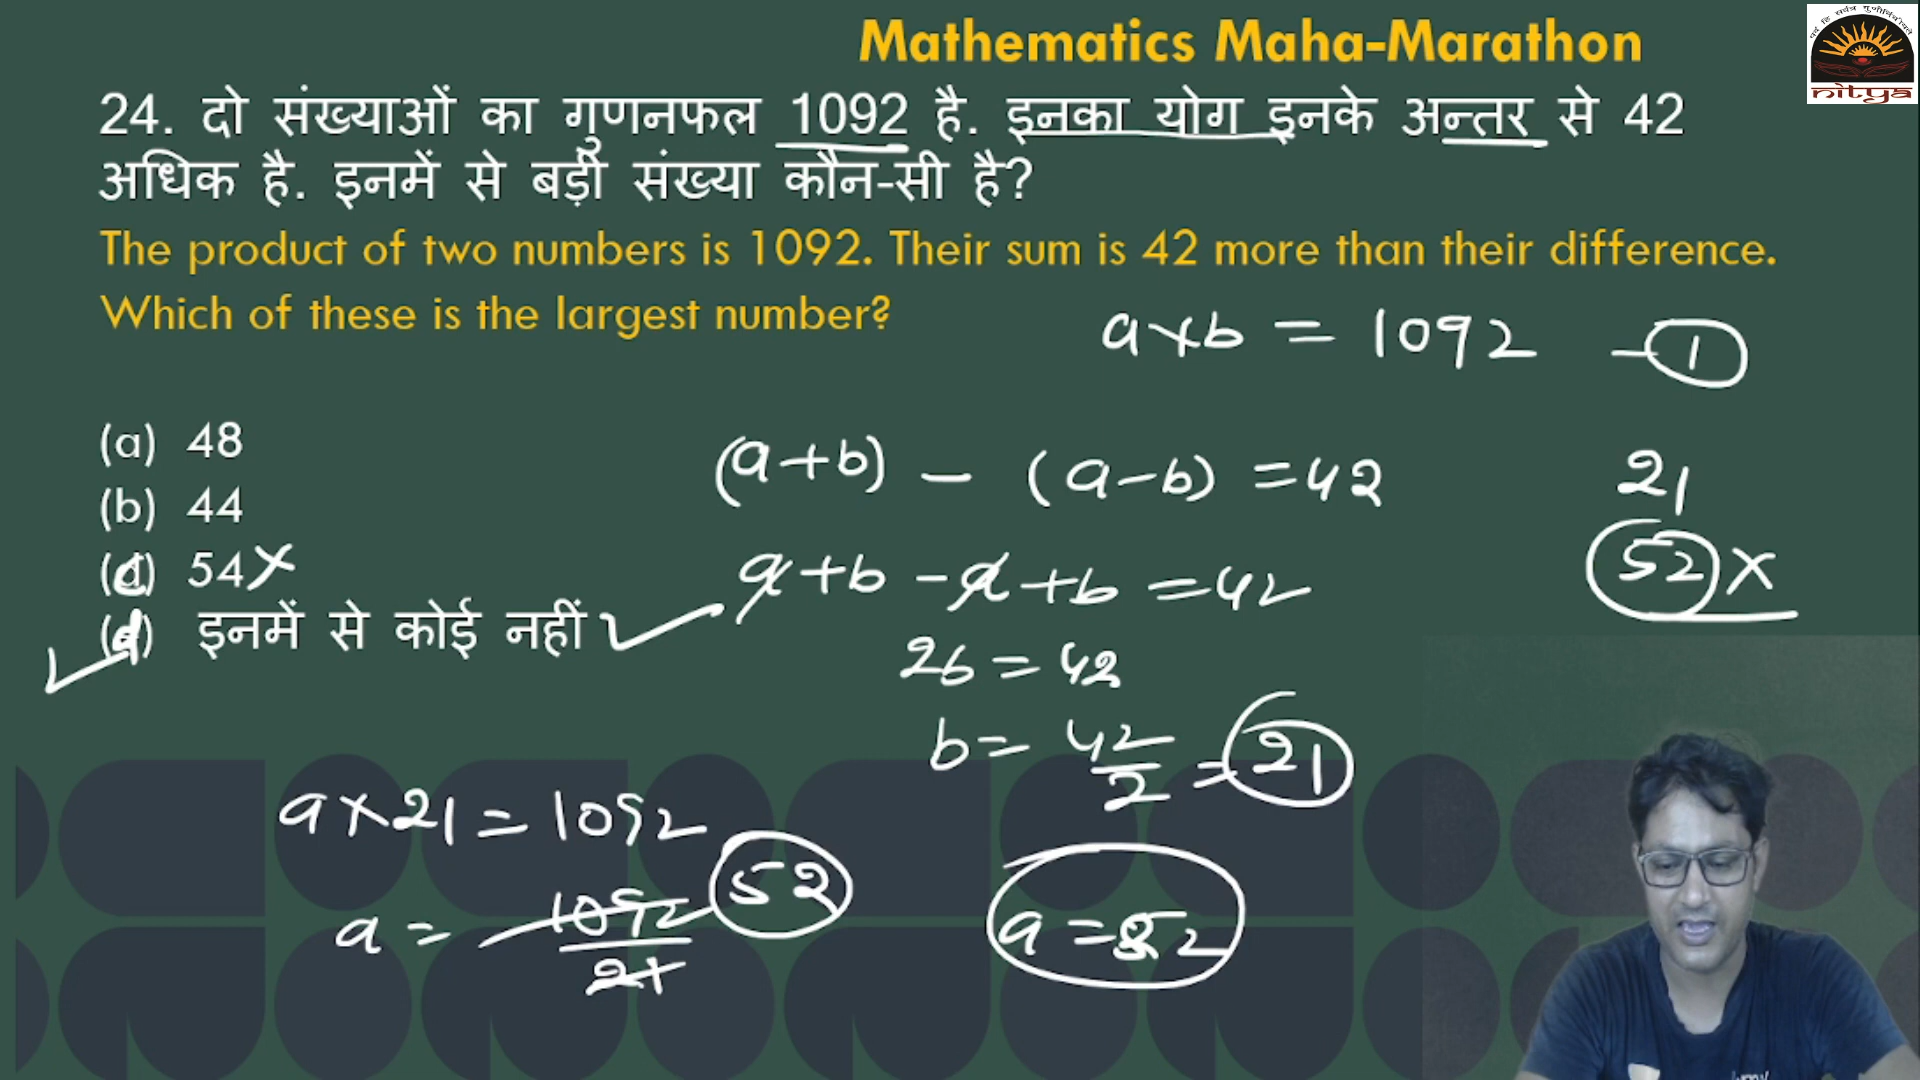 Mathematics Maha-Marathon
nitya
24. दो संख्याओं का गुणनफल 1092 है. इनका योग इनके अन्तर से 42
अधिक है. इनमें से बड़ी संख्या कौन-सी है?
The product of two numbers is 1092. Their sum is 42 more than their difference.
Which of these is the largest number?
a×b = 1092 - 1
(a) 48
(b) 44
(c) 54 ×
(d) इनमें से कोई नहीं ✓
(a+b) - (a-b) = 42
a+b - a+b = 42
2b = 42
b = 42/2 = 21
21
52 ×
a×21 = 1092
a = 1092/21 52
a = 52